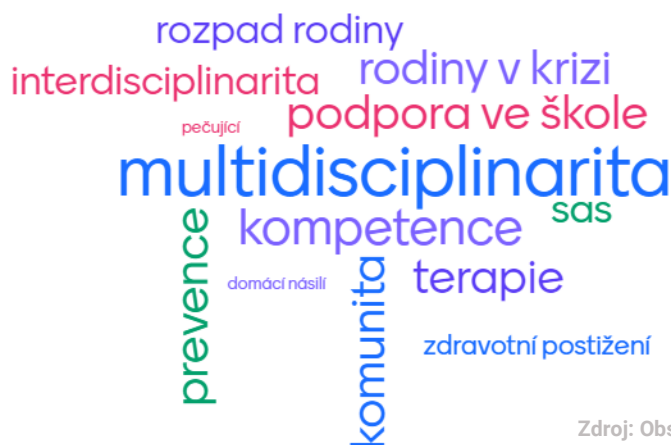 rozpad rodiny
rodiny v krizi
interdisciplinarita
podpora ve škole
pečující
multidisciplinarita
sas
kompetence
prevence
terapie
domácí násilí
komunita
zdravotní postižení
Zdroj: Obs